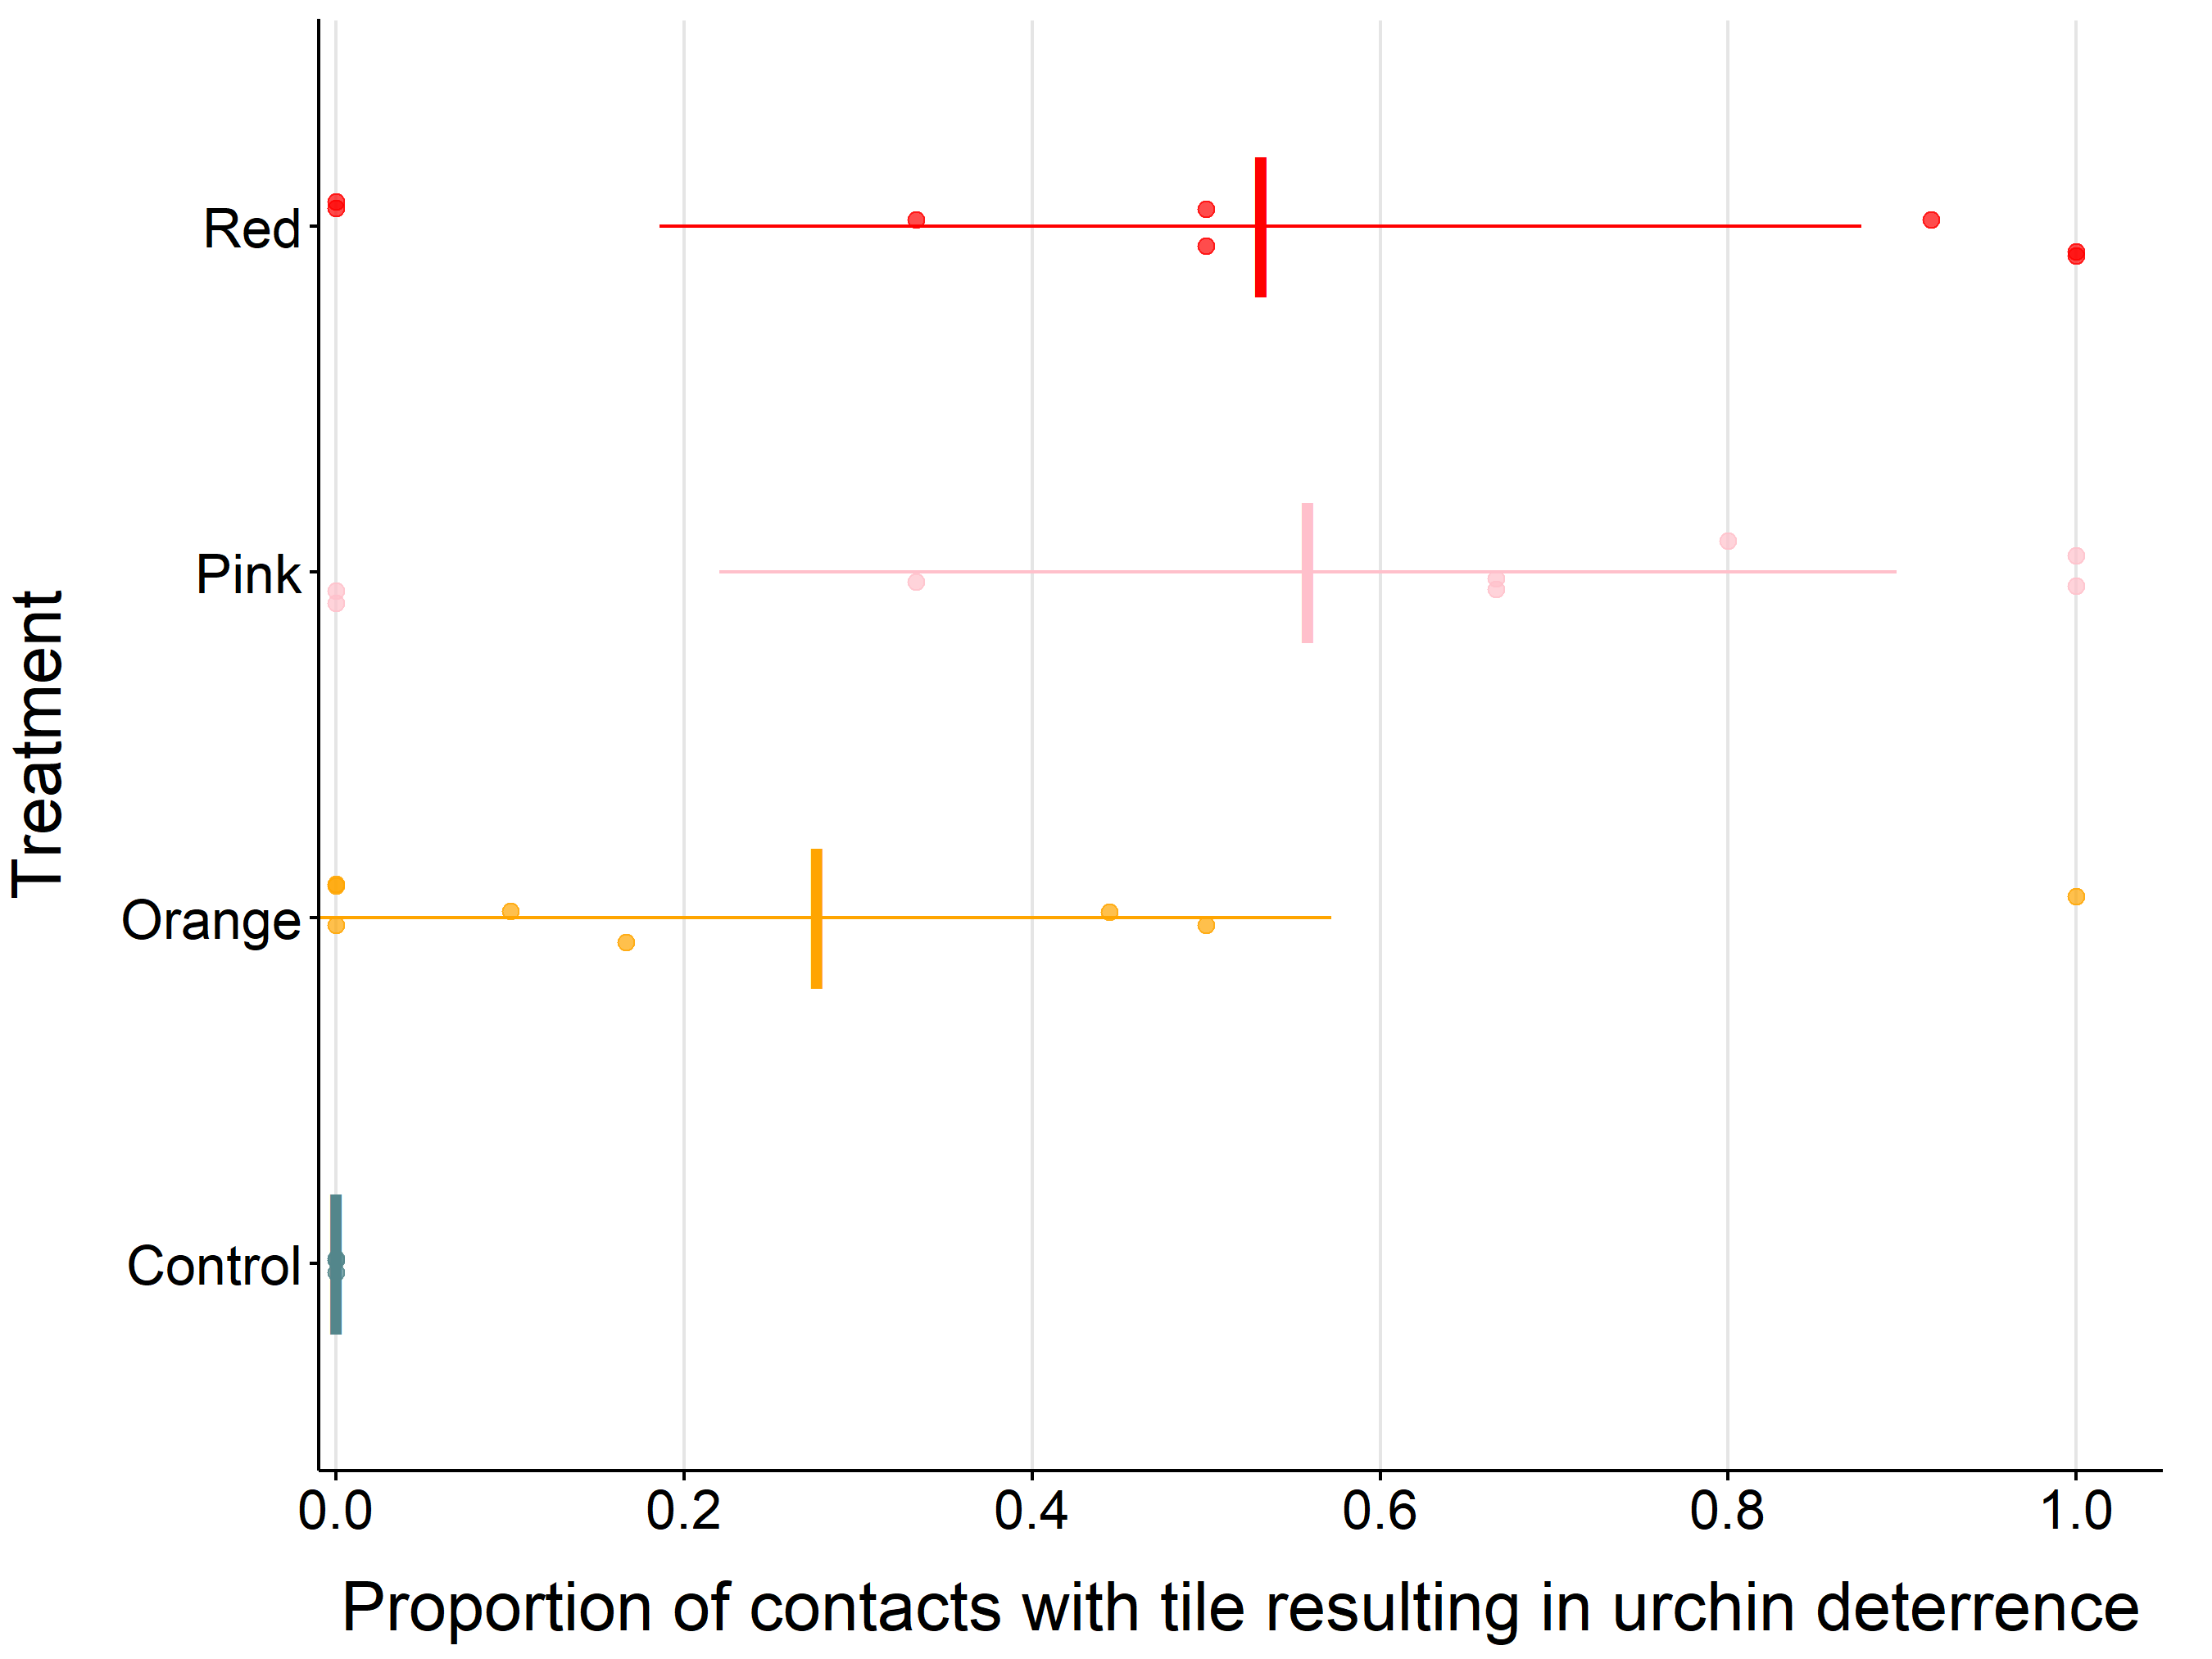 Treatment
Red
Pink
Orange
Control
0.0 0.2 0.4 0.6 0.8 1.0
Proportion of contacts with tile resulting in urchin deterrence